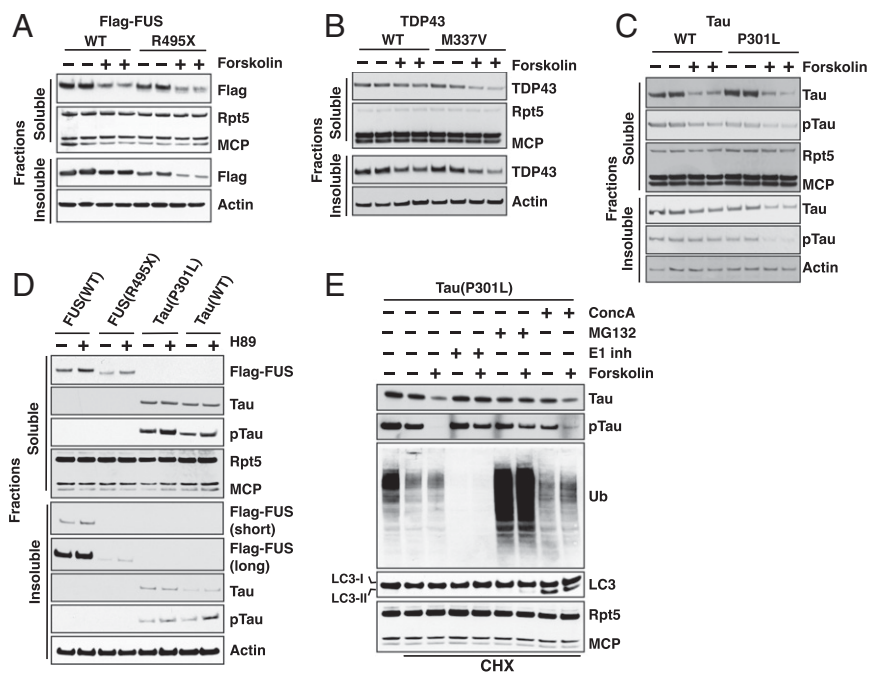 A
Flag-FUS
WT R495X
− − + + − − + + Forskolin
Fractions
Soluble
Flag
Rpt5
MCP
Insoluble
Flag
Actin
B
TDP43
WT M337V
− − + + − − + + Forskolin
Fractions
Soluble
TDP43
Rpt5
MCP
Insoluble
TDP43
Actin
C
Tau
WT P301L
− − + + − − + + Forskolin
Fractions
Soluble
Tau
pTau
Rpt5
MCP
Insoluble
Tau
pTau
Actin
D
FUS(WT) FUS(R495X) Tau(P301L) Tau(WT)
− + − + − + − + H89
Fractions
Soluble
Flag-FUS
Tau
pTau
Rpt5
MCP
Insoluble
Flag-FUS
(short)
Flag-FUS
(long)
Tau
pTau
Actin
E
Tau(P301L)
− − − − − − − + + ConcA
− − − − − + + − − MG132
− − − + + − − − − E1 inh
− − + − + − + − + Forskolin
Tau
pTau
Ub
LC3-I
LC3-II
LC3
Rpt5
MCP
CHX